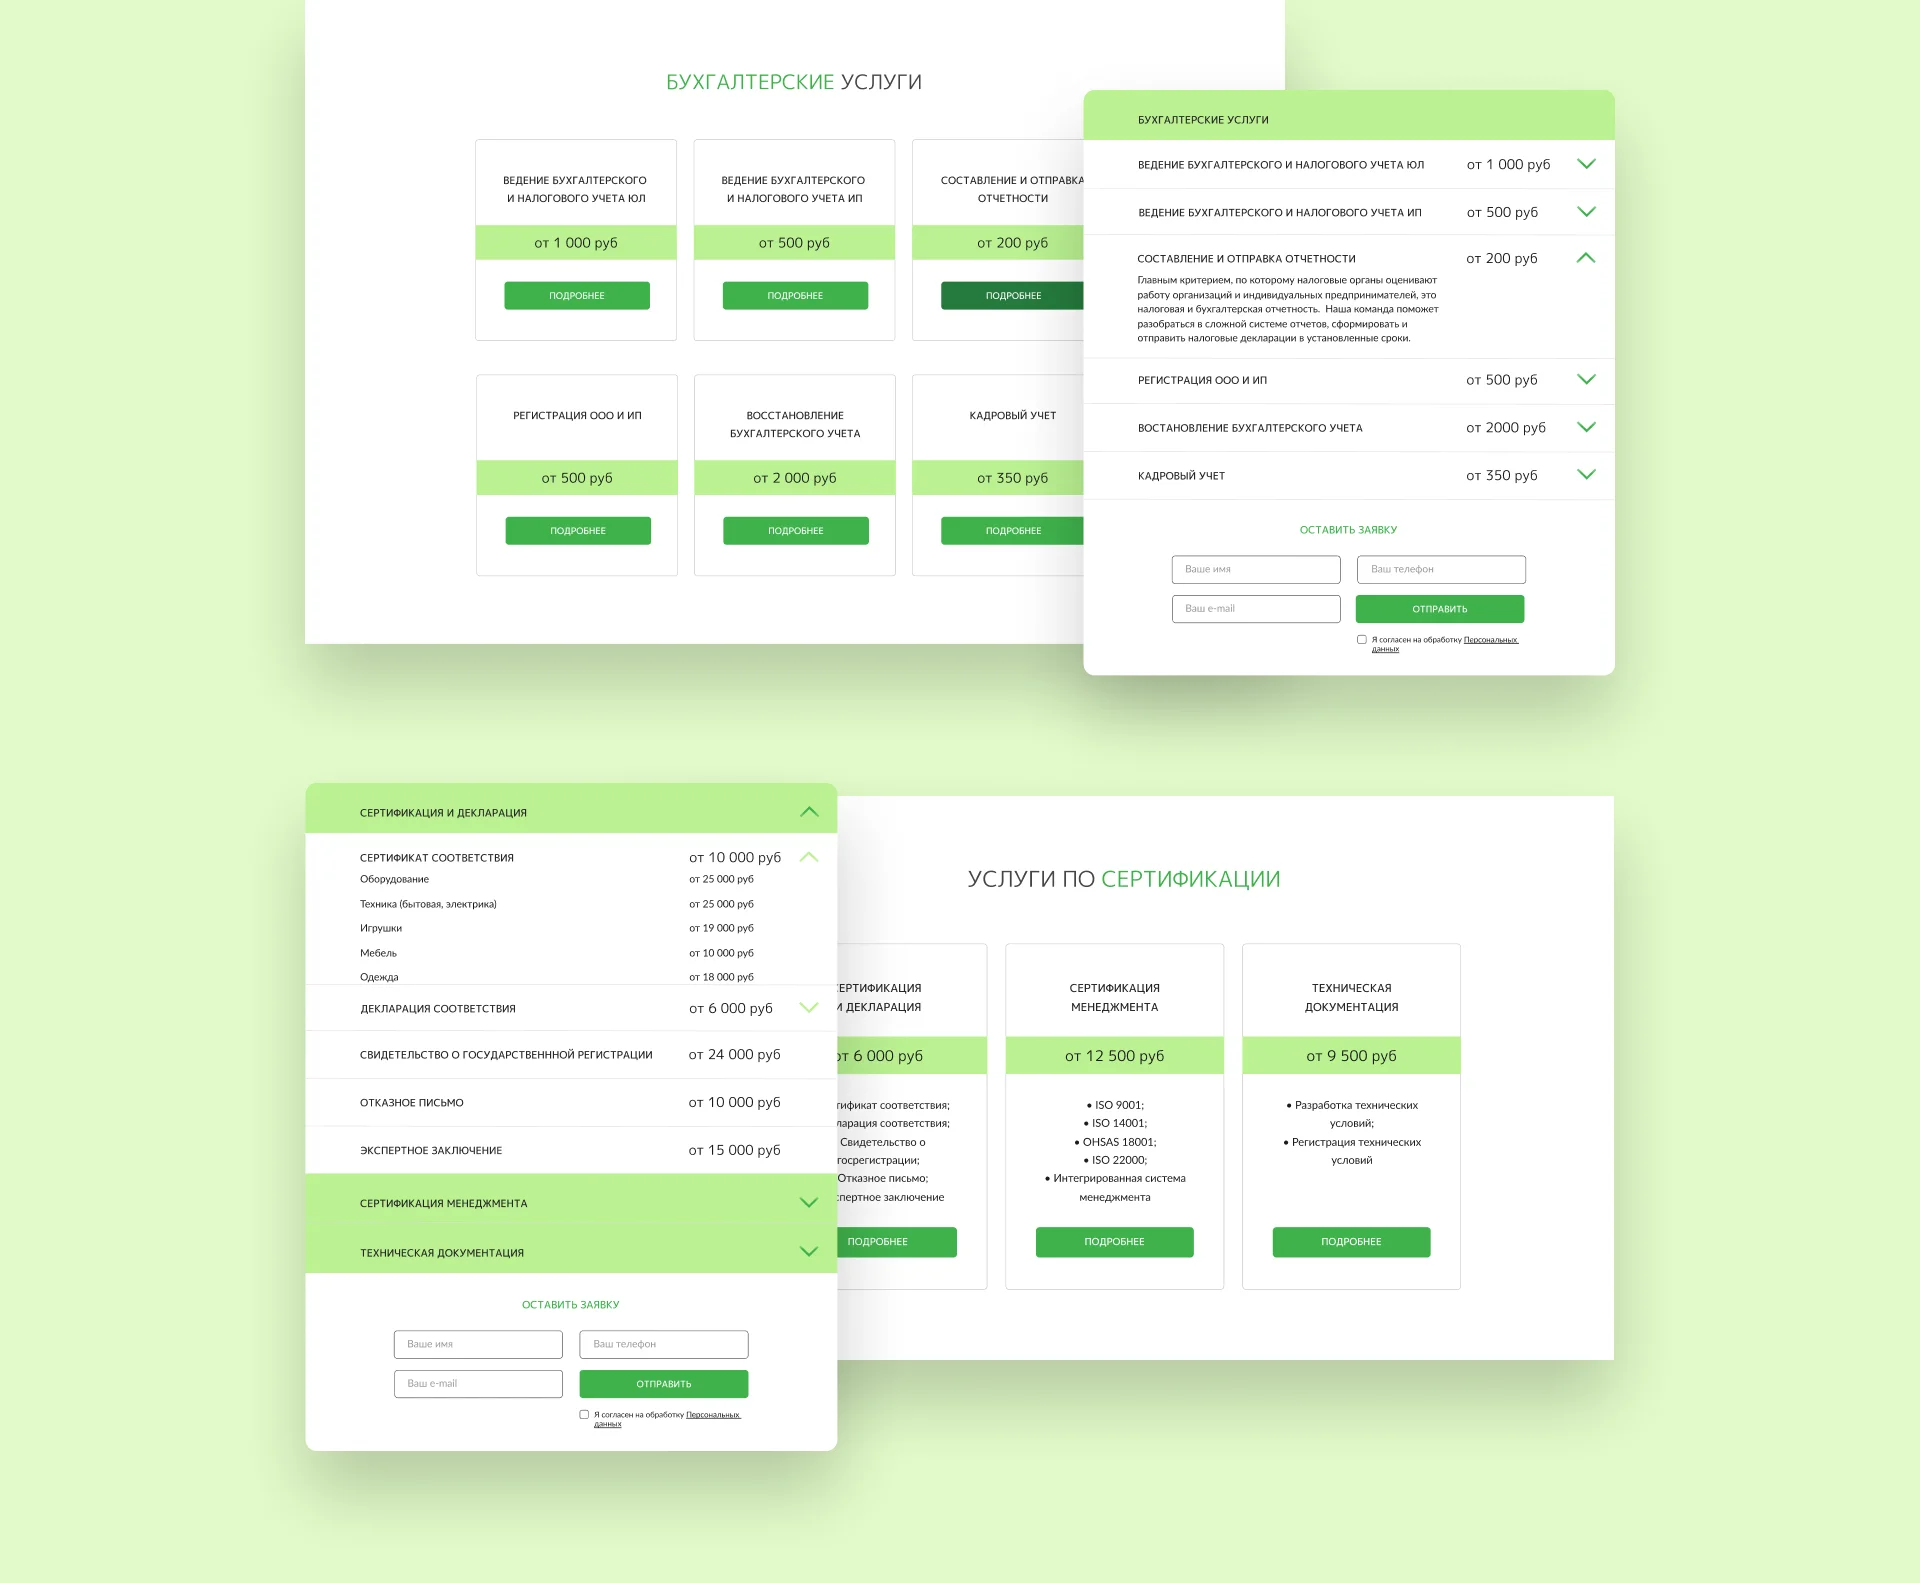 БУХГАЛТЕРСКИЕ УСЛУГИ
ВЕДЕНИЕ БУХГАЛТЕРСКОГО
И НАЛОГОВОГО УЧЕТА ЮЛ
от 1 000 руб
ПОДРОБНЕЕ
ВЕДЕНИЕ БУХГАЛТЕРСКОГО
И НАЛОГОВОГО УЧЕТА ИП
от 500 руб
ПОДРОБНЕЕ
СОСТАВЛЕНИЕ И ОТПРАВКА
ОТЧЕТНОСТИ
от 200 руб
ПОДРОБНЕЕ
РЕГИСТРАЦИЯ ООО И ИП
от 500 руб
ПОДРОБНЕЕ
ВОССТАНОВЛЕНИЕ
БУХГАЛТЕРСКОГО УЧЕТА
от 2 000 руб
ПОДРОБНЕЕ
КАДРОВЫЙ УЧЕТ
от 350 руб
ПОДРОБНЕЕ
БУХГАЛТЕРСКИЕ УСЛУГИ
ВЕДЕНИЕ БУХГАЛТЕРСКОГО И НАЛОГОВОГО УЧЕТА ЮЛ от 1 000 руб
ВЕДЕНИЕ БУХГАЛТЕРСКОГО И НАЛОГОВОГО УЧЕТА ИП от 500 руб
СОСТАВЛЕНИЕ И ОТПРАВКА ОТЧЕТНОСТИ от 200 руб
Главным критерием, по которому налоговые органы оценивают
работу организаций и индивидуальных предпринимателей, это
налоговая и бухгалтерская отчетность. Наша команда поможет
разобраться в сложной системе отчетов, сформировать и
отправить налоговые декларации в установленные сроки.
РЕГИСТРАЦИЯ ООО И ИП от 500 руб
ВОСТАНОВЛЕНИЕ БУХГАЛТЕРСКОГО УЧЕТА от 2000 руб
КАДРОВЫЙ УЧЕТ от 350 руб
ОСТАВИТЬ ЗАЯВКУ
Ваше имя Ваш телефон
Ваш e-mail ОТПРАВИТЬ
Я согласен на обработку Персональных
данных
СЕРТИФИКАЦИЯ И ДЕКЛАРАЦИЯ
СЕРТИФИКАТ СООТВЕТСТВИЯ от 10 000 руб
Оборудование от 25 000 руб
Техника (бытовая, электрика) от 25 000 руб
Игрушки от 19 000 руб
Мебель от 10 000 руб
Одежда от 18 000 руб
ДЕКЛАРАЦИЯ СООТВЕТСТВИЯ от 6 000 руб
СВИДЕТЕЛЬСТВО О ГОСУДАРСТВЕНННОЙ РЕГИСТРАЦИИ от 24 000 руб
ОТКАЗНОЕ ПИСЬМО от 10 000 руб
ЭКСПЕРТНОЕ ЗАКЛЮЧЕНИЕ от 15 000 руб
СЕРТИФИКАЦИЯ МЕНЕДЖМЕНТА
ТЕХНИЧЕСКАЯ ДОКУМЕНТАЦИЯ
ОСТАВИТЬ ЗАЯВКУ
Ваше имя Ваш телефон
Ваш e-mail ОТПРАВИТЬ
Я согласен на обработку Персональных
данных
УСЛУГИ ПО СЕРТИФИКАЦИИ
ЕРТИФИКАЦИЯ
И ДЕКЛАРАЦИЯ
от 6 000 руб
тификат соответствия;
ларация соответствия;
Свидетельство о
госрегистрации;
Отказное письмо;
спертное заключение
ПОДРОБНЕЕ
СЕРТИФИКАЦИЯ
МЕНЕДЖМЕНТА
от 12 500 руб
• ISO 9001;
• ISO 14001;
• OHSAS 18001;
• ISO 22000;
• Интегрированная система
менеджмента
ПОДРОБНЕЕ
ТЕХНИЧЕСКАЯ
ДОКУМЕНТАЦИЯ
от 9 500 руб
• Разработка технических
условий;
• Регистрация технических
условий
ПОДРОБНЕЕ